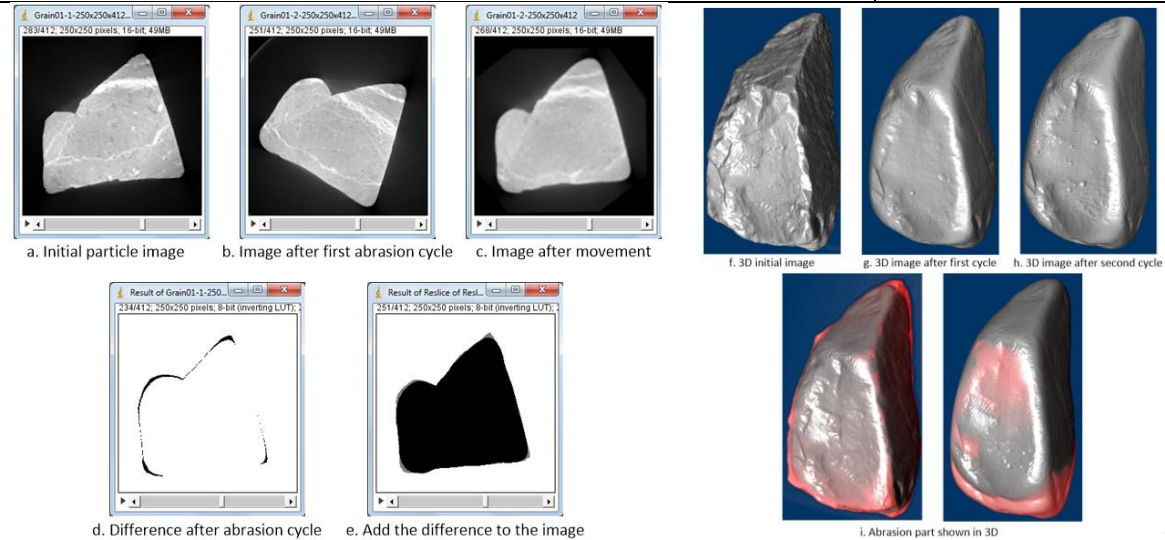 Grain01-1-250x250x412...
283/412; 250x250 pixels; 16-bit; 49MB
Grain01-2-250x250x412...
251/412; 250x250 pixels; 16-bit; 49MB
Grain01-2-250x250x412
268/412; 250x250 pixels; 16-bit; 49MB
a. Initial particle image
b. Image after first abrasion cycle
c. Image after movement
f. 3D initial image
g. 3D image after first cycle
h. 3D image after second cycle
Result of Grain01-1-250...
234/412; 250x250 pixels; 8-bit (inverting LUT);
Result of Reslice of Resl...
251/412; 250x250 pixels; 8-bit (inverting LUT);
d. Difference after abrasion cycle
e. Add the difference to the image
i. Abrasion part shown in 3D